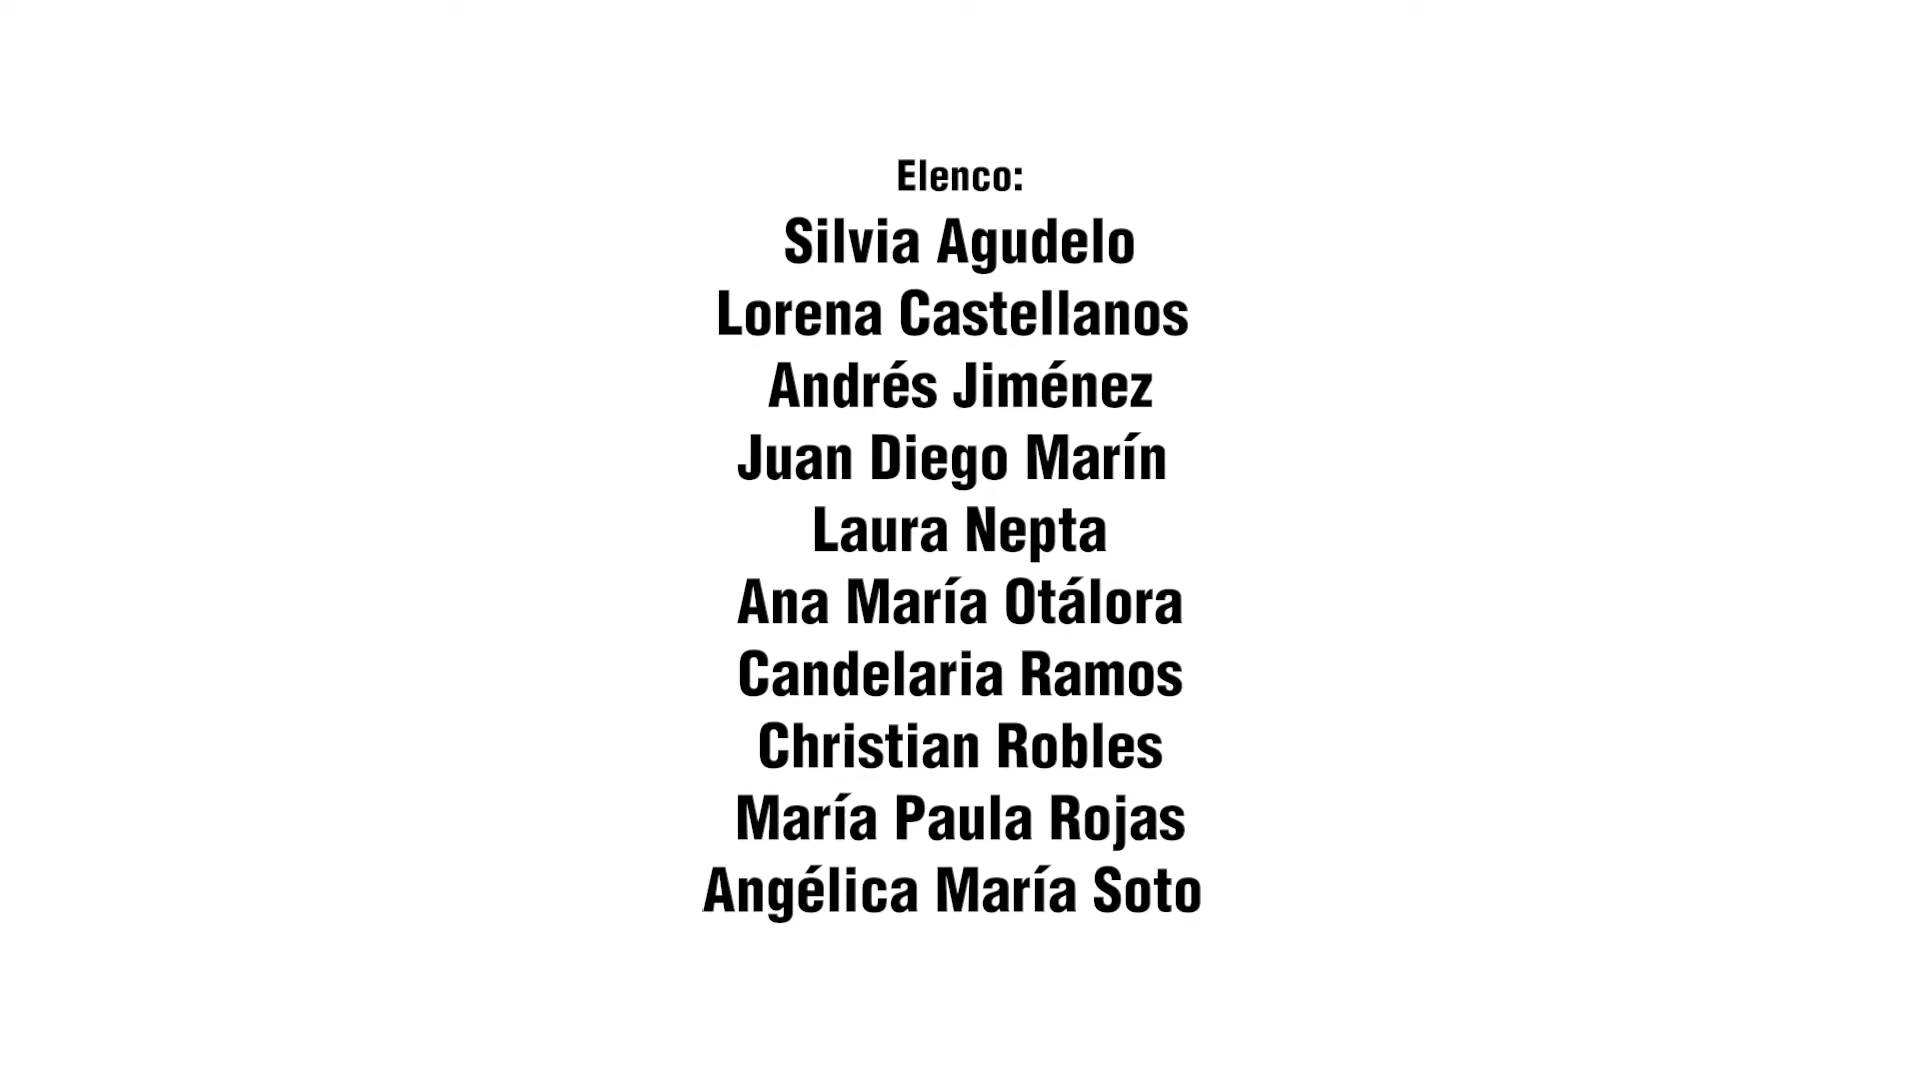 Elenco:
Silvia Agudelo
Lorena Castellanos
Andrés Jiménez
Juan Diego Marín
Laura Nepta
Ana María Otálora
Candelaria Ramos
Christian Robles
María Paula Rojas
Angélica María Soto